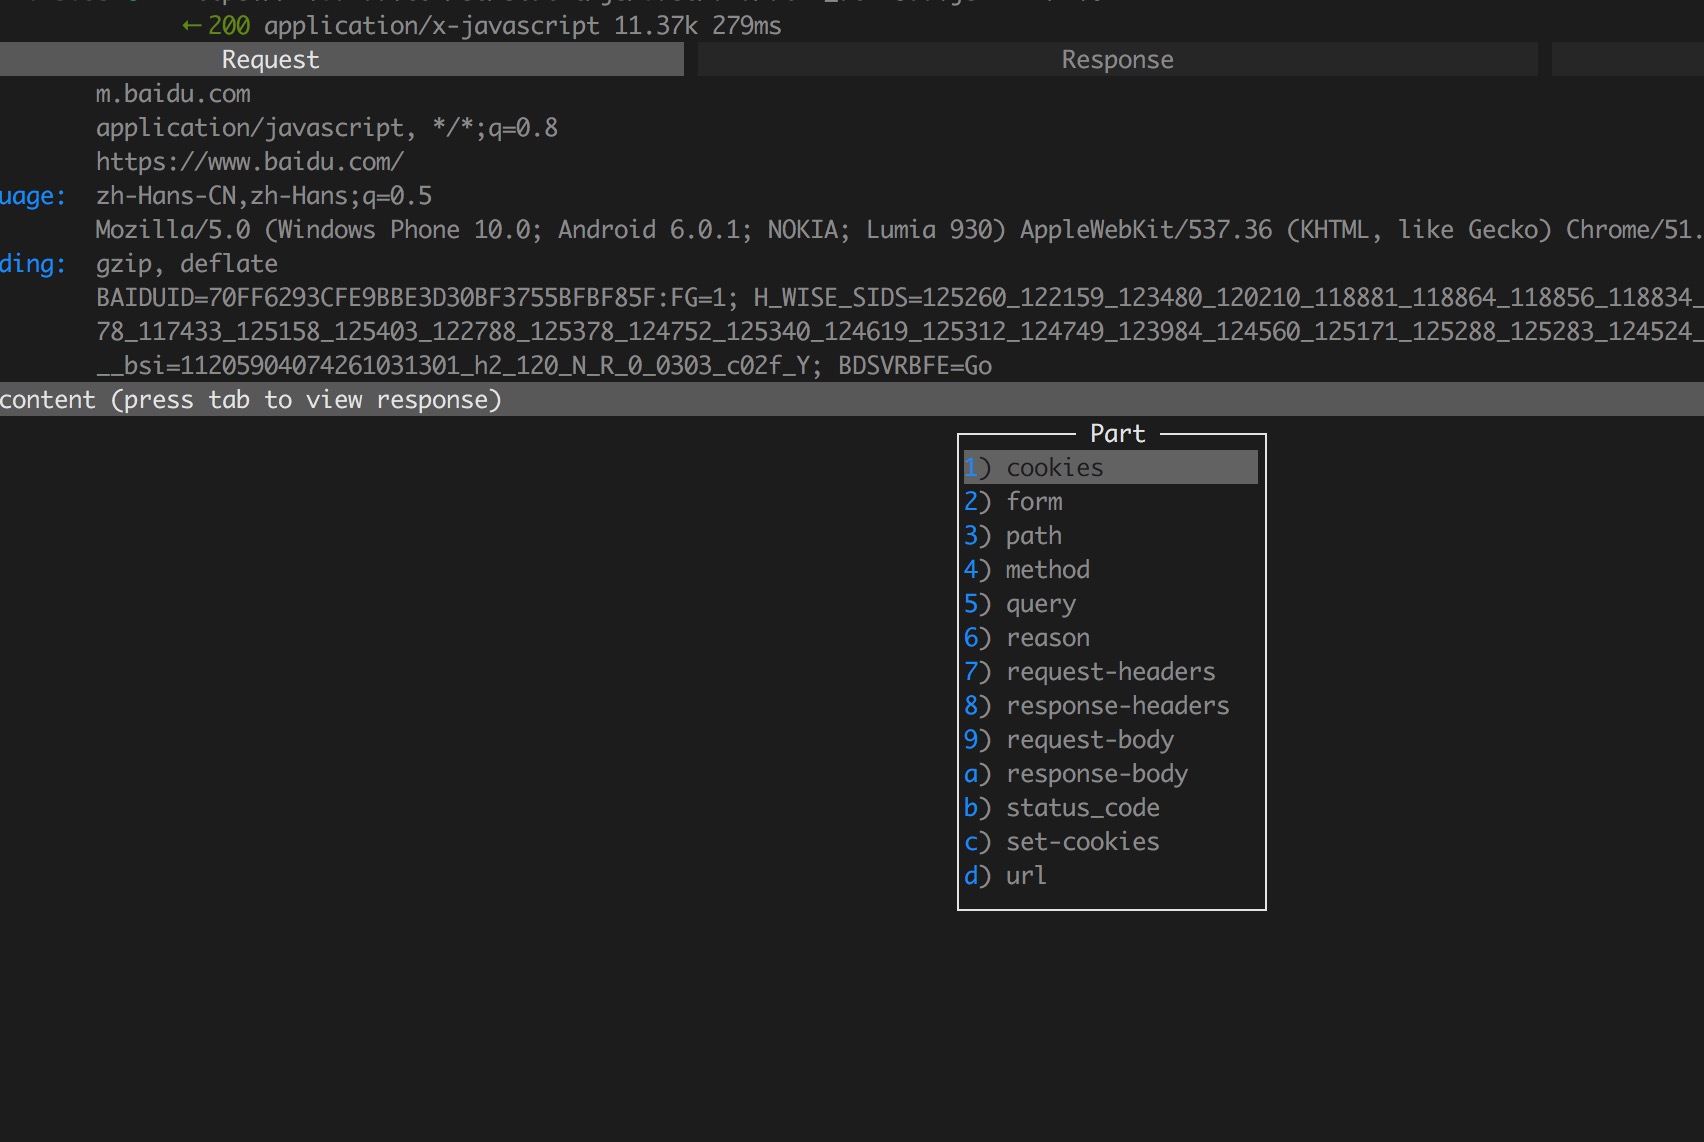 ←200 application/x-javascript 11.37k 279ms
Request Response
m.baidu.com
application/javascript, */*;q=0.8
https://www.baidu.com/
uage: zh-Hans-CN,zh-Hans;q=0.5
Mozilla/5.0 (Windows Phone 10.0; Android 6.0.1; NOKIA; Lumia 930) AppleWebKit/537.36 (KHTML, like Gecko) Chrome/51.
ding: gzip, deflate
BAIDUID=70FF6293CFE9BBE3D30BF3755BFBF85F:FG=1; H_WISE_SIDS=125260_122159_123480_120210_118881_118864_118856_118834_
78_117433_125158_125403_122788_125378_124752_125340_124619_125312_124749_123984_124560_125171_125288_125283_124524_
__bsi=11205904074261031301_h2_120_N_R_0_0303_c02f_Y; BDSVRBFE=Go
content (press tab to view response)
Part
1) cookies
2) form
3) path
4) method
5) query
6) reason
7) request-headers
8) response-headers
9) request-body
a) response-body
b) status_code
c) set-cookies
d) url